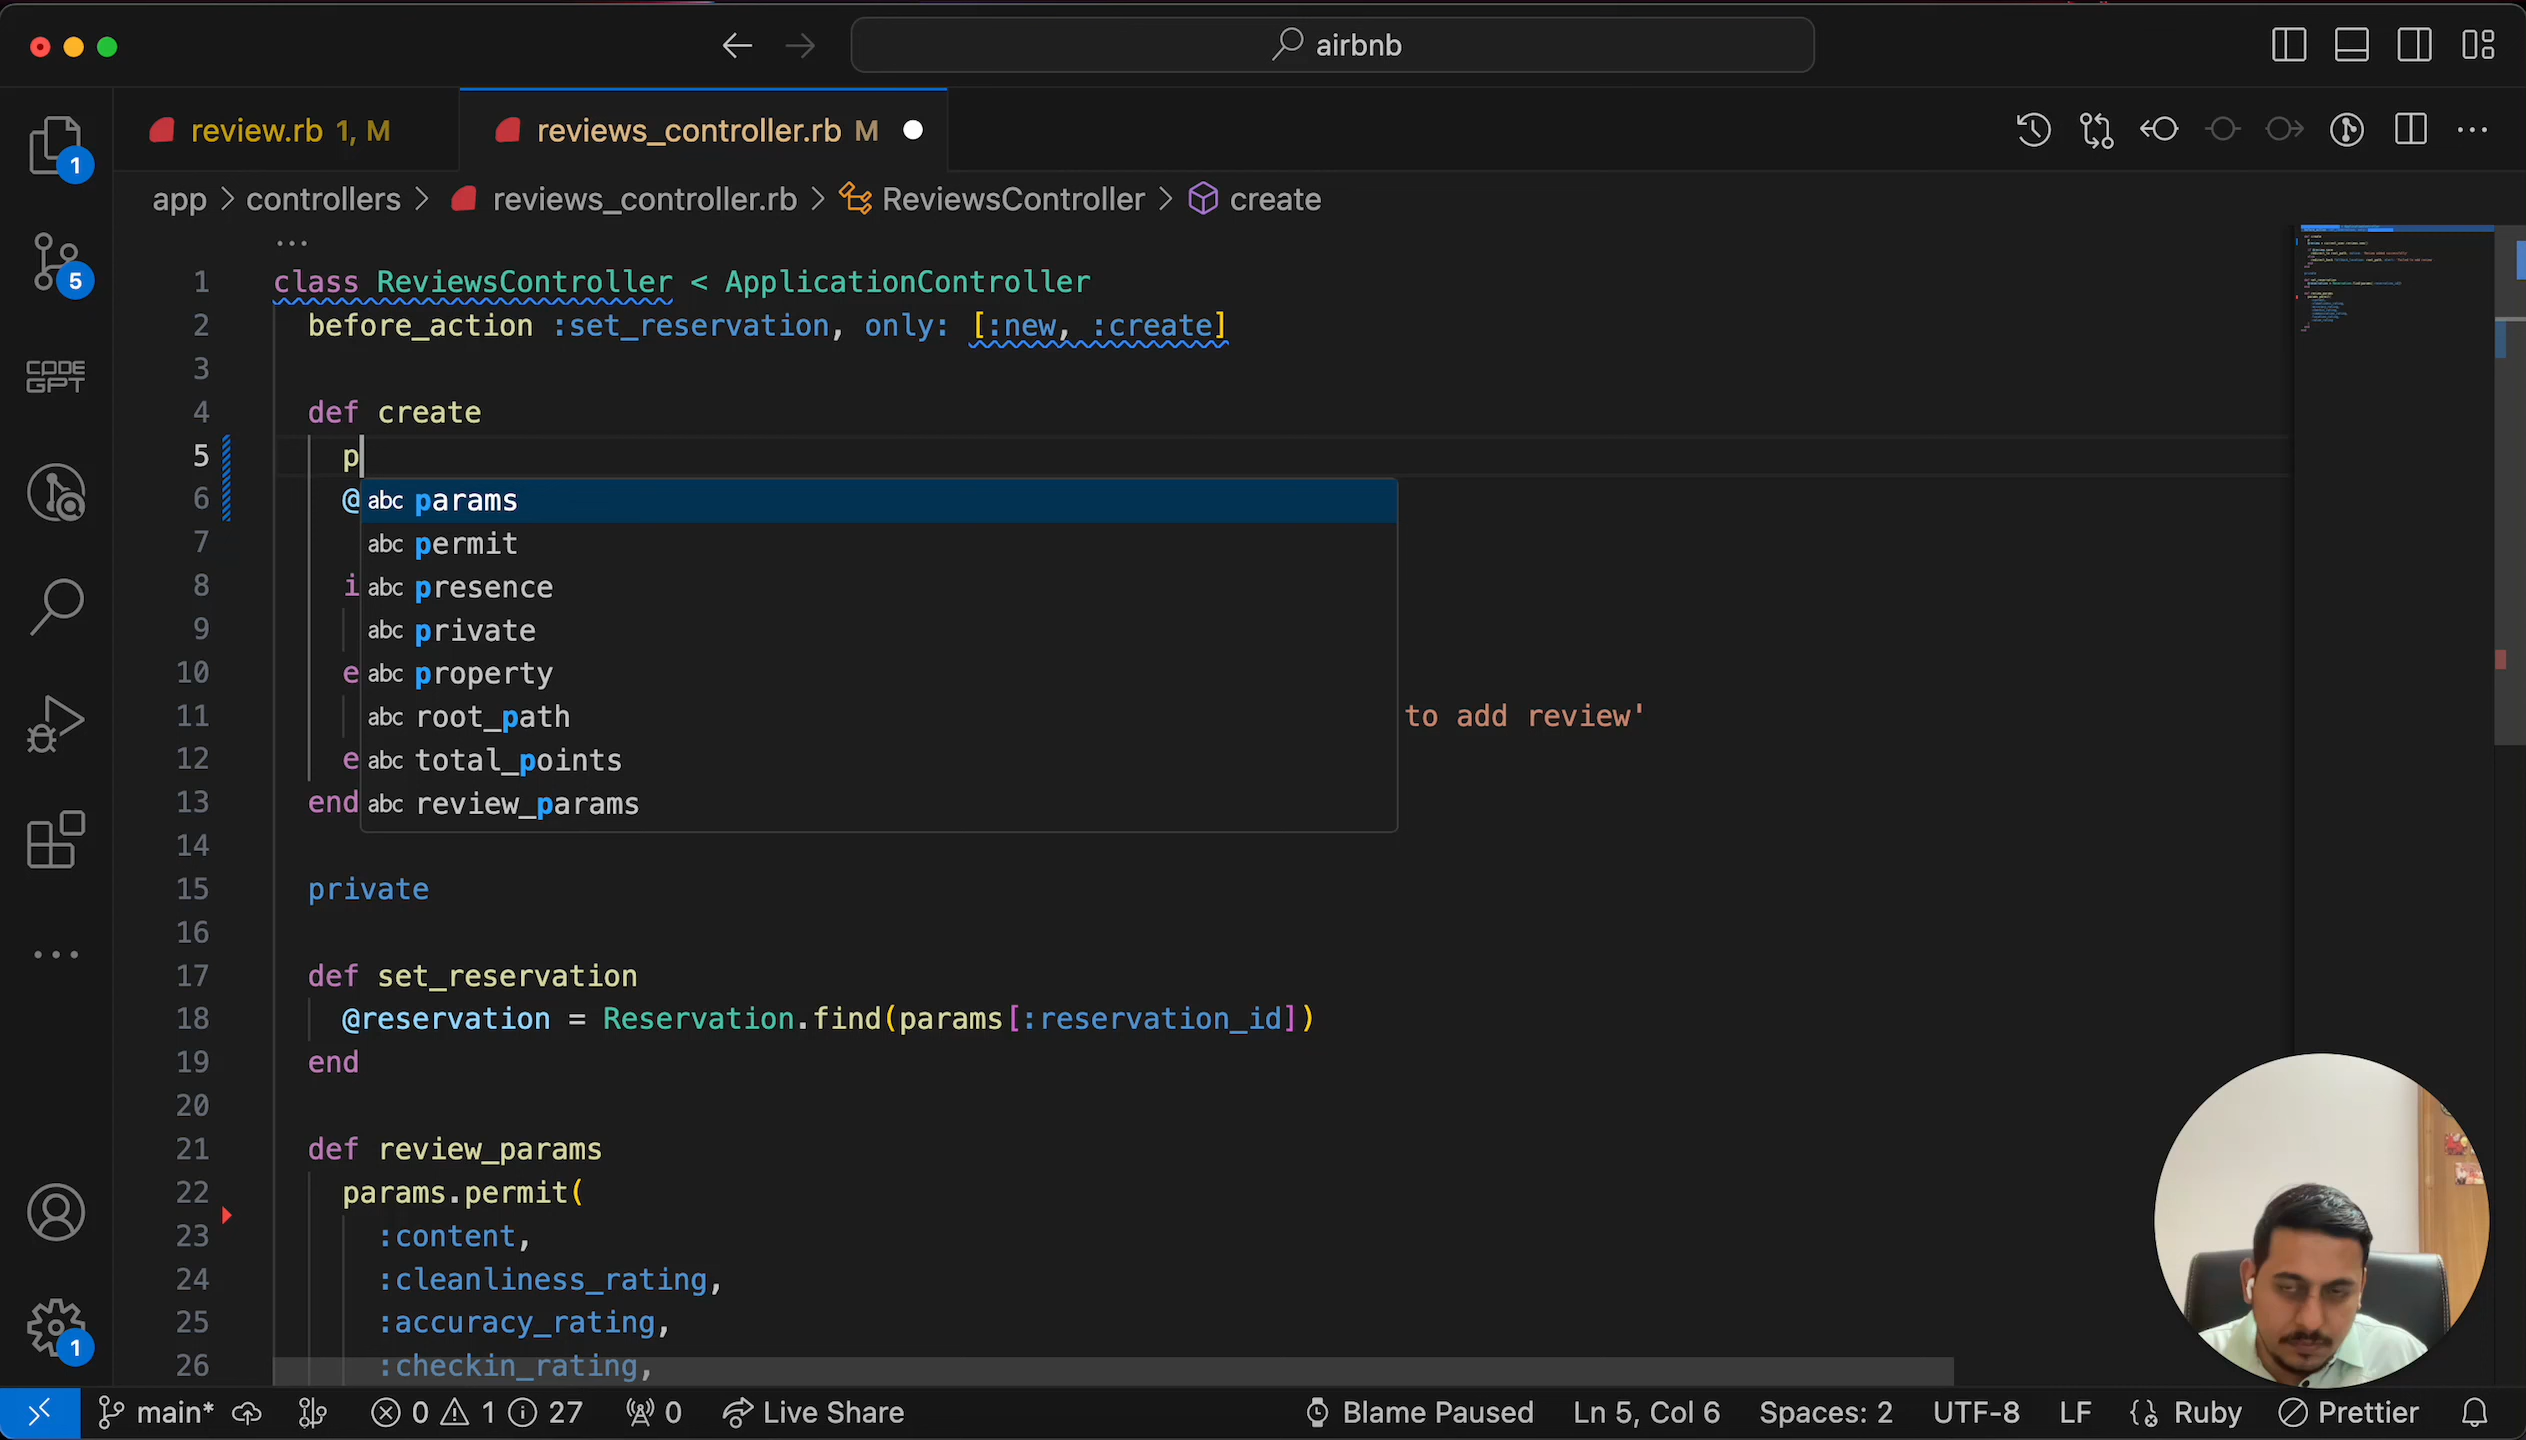 airbnb
review.rb 1, M
reviews_controller.rb M
app > controllers > reviews_controller.rb > ReviewsController > create
...
1 class ReviewsController < ApplicationController
2 before_action :set_reservation, only: [:new, :create]
3
4 def create
5 p
6 @
abc params
7
abc permit
8 i
abc presence
9
abc private
10 e
abc property
11
abc root_path
to add review'
12 e
abc total_points
13 end
abc review_params
14
15 private
16
17 def set_reservation
18 @reservation = Reservation.find(params[:reservation_id])
19 end
20
21 def review_params
22 params.permit(
23 :content,
24 :cleanliness_rating,
25 :accuracy_rating,
26 :checkin_rating,
1
5
CODE
GPT
1
main*
0
1
27
0
Live Share
Blame Paused
Ln 5, Col 6
Spaces: 2
UTF-8
LF
Ruby
Prettier